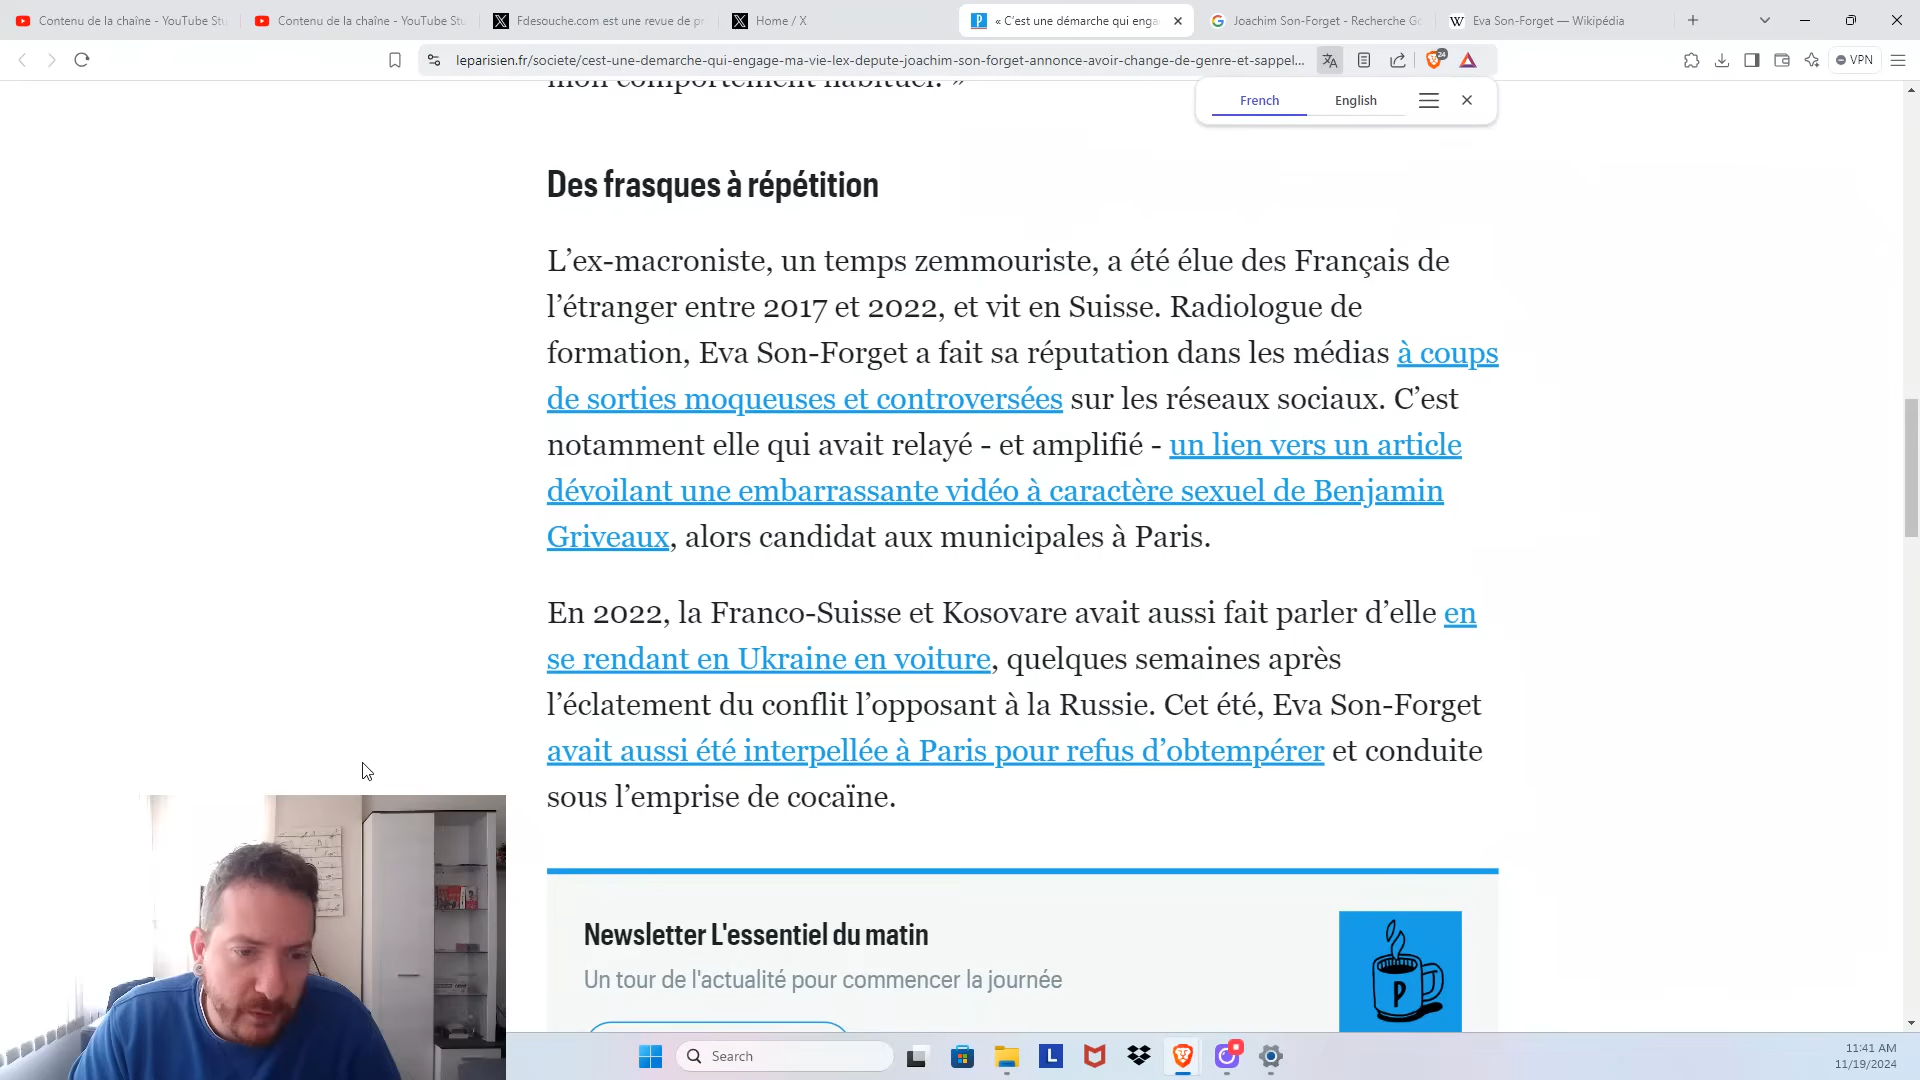 Contenu de la chaîne - YouTube Stu
Contenu de la chaîne - YouTube Stu
Fdesouche.com est une revue de pr
Home / X
« C'est une démarche qui enga
Joachim Son-Forget - Recherche Go
Eva Son-Forget — Wikipédia
leparisien.fr/societe/cest-une-demarche-qui-engage-ma-vie-lex-depute-joachim-son-forget-annonce-avoir-change-de-genre-et-sappel...
24
VPN
French
English
mon comportement habituel. »
Des frasques à répétition
L'ex-macroniste, un temps zemmouriste, a été élue des Français de
l'étranger entre 2017 et 2022, et vit en Suisse. Radiologue de
formation, Eva Son-Forget a fait sa réputation dans les médias à coups
de sorties moqueuses et controversées sur les réseaux sociaux. C'est
notamment elle qui avait relayé - et amplifié - un lien vers un article
dévoilant une embarrassante vidéo à caractère sexuel de Benjamin
Griveaux, alors candidat aux municipales à Paris.
En 2022, la Franco-Suisse et Kosovare avait aussi fait parler d'elle en
se rendant en Ukraine en voiture, quelques semaines après
l'éclatement du conflit l'opposant à la Russie. Cet été, Eva Son-Forget
avait aussi été interpellée à Paris pour refus d'obtempérer et conduite
sous l'emprise de cocaïne.
Newsletter L'essentiel du matin
Un tour de l'actualité pour commencer la journée
P
Search
L
11:41 AM
11/19/2024